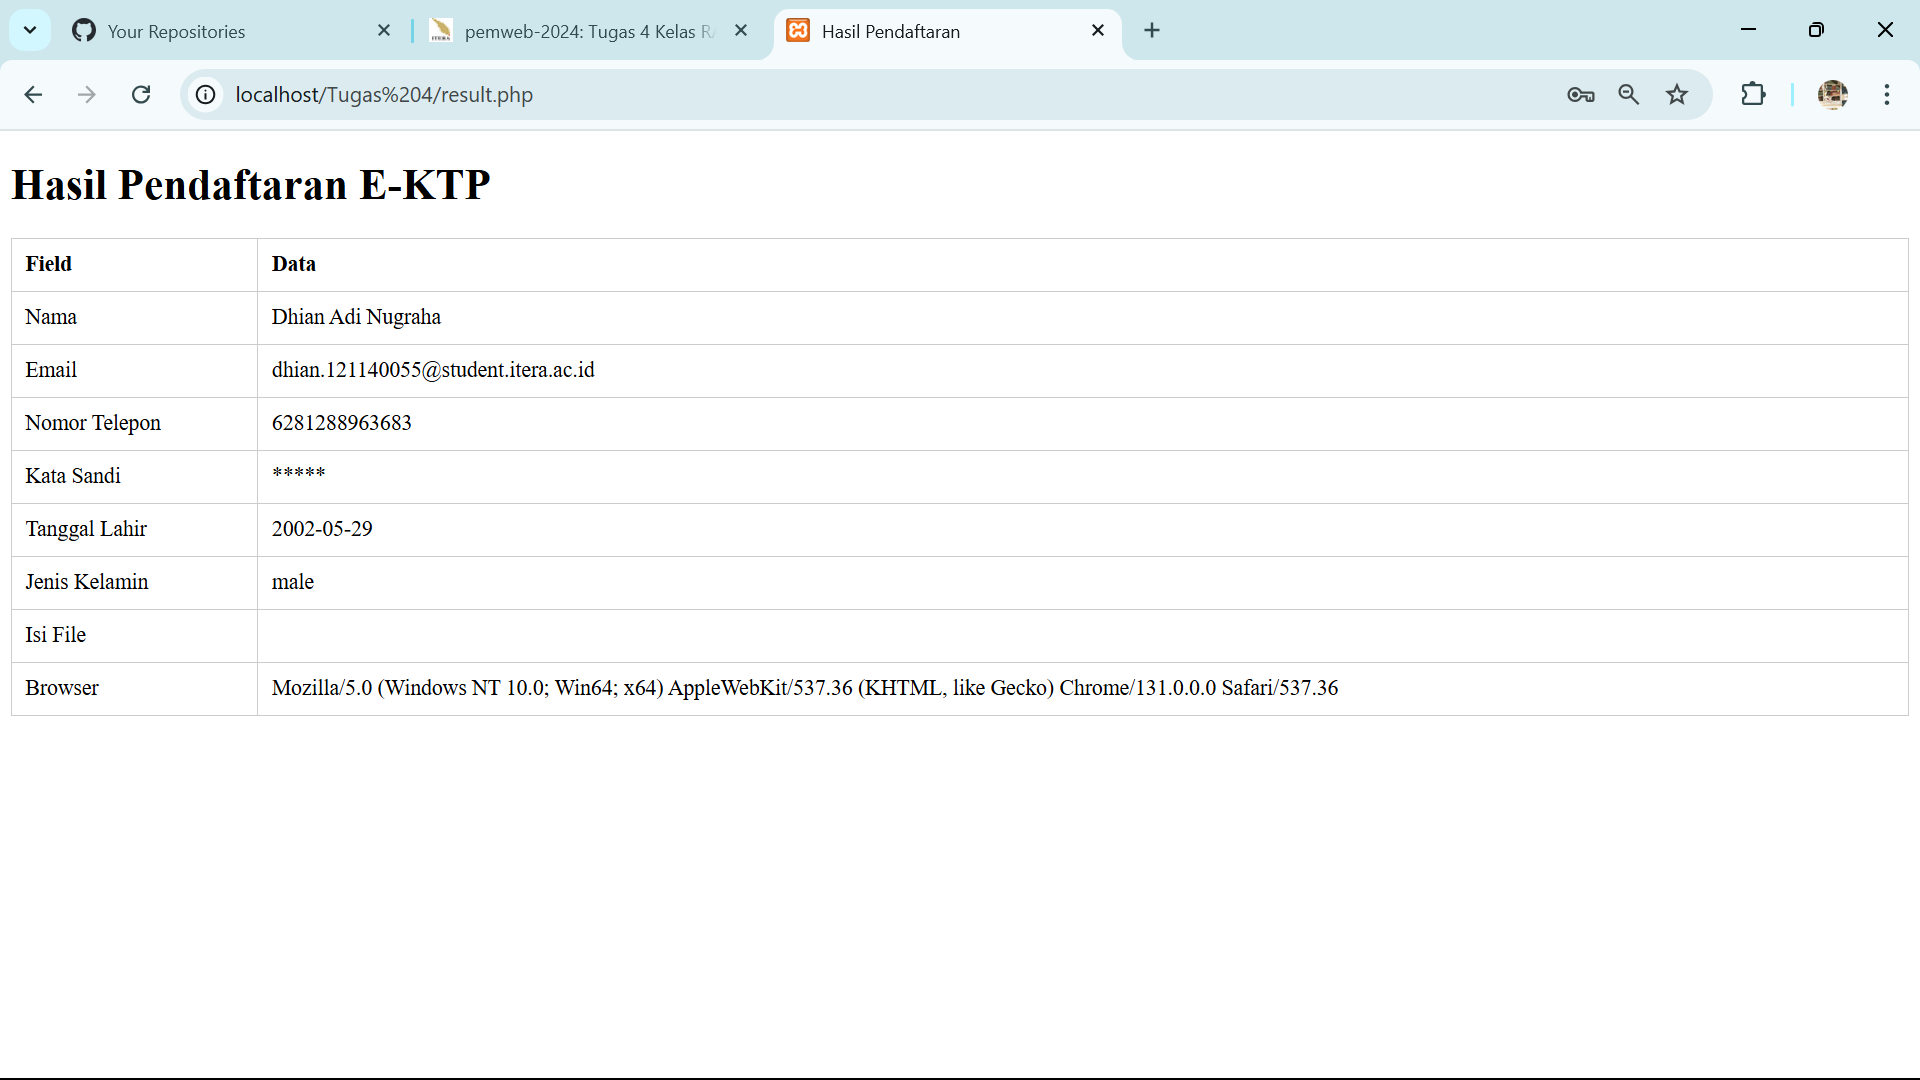 Your Repositories
pemweb-2024: Tugas 4 Kelas
Hasil Pendaftaran
localhost/Tugas%204/result.php
Hasil Pendaftaran E-KTP
Field Data
Nama Dhian Adi Nugraha
Email dhian.121140055@student.itera.ac.id
Nomor Telepon 6281288963683
Kata Sandi *****
Tanggal Lahir 2002-05-29
Jenis Kelamin male
Isi File
Browser Mozilla/5.0 (Windows NT 10.0; Win64; x64) AppleWebKit/537.36 (KHTML, like Gecko) Chrome/131.0.0.0 Safari/537.36